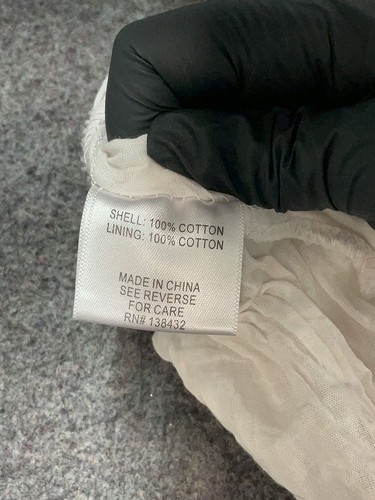 SHELL: 100% COTTON
LINING: 100% COTTON
MADE IN CHINA
SEE REVERSE
FOR CARE
RN# 138432